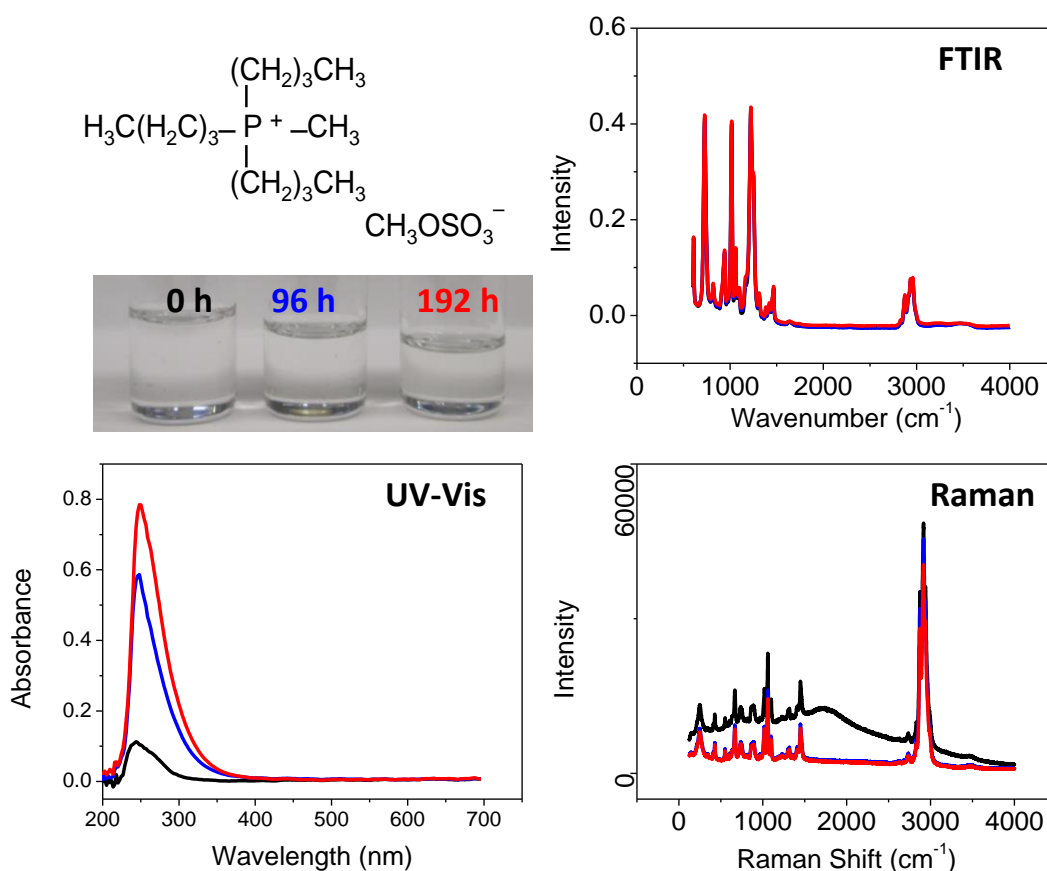 (CH₂)₃CH₃
H₃C(H₂C)₃–P⁺–CH₃
(CH₂)₃CH₃
CH₃OSO₃⁻
0 h 96 h 192 h
FTIR
0.6
0.4
0.2
0.0
Intensity
0 1000 2000 3000 4000
Wavenumber (cm⁻¹)
UV-Vis
0.8
0.6
0.4
0.2
0.0
Absorbance
200 300 400 500 600 700
Wavelength (nm)
Raman
60000
0
Intensity
0 1000 2000 3000 4000
Raman Shift (cm⁻¹)